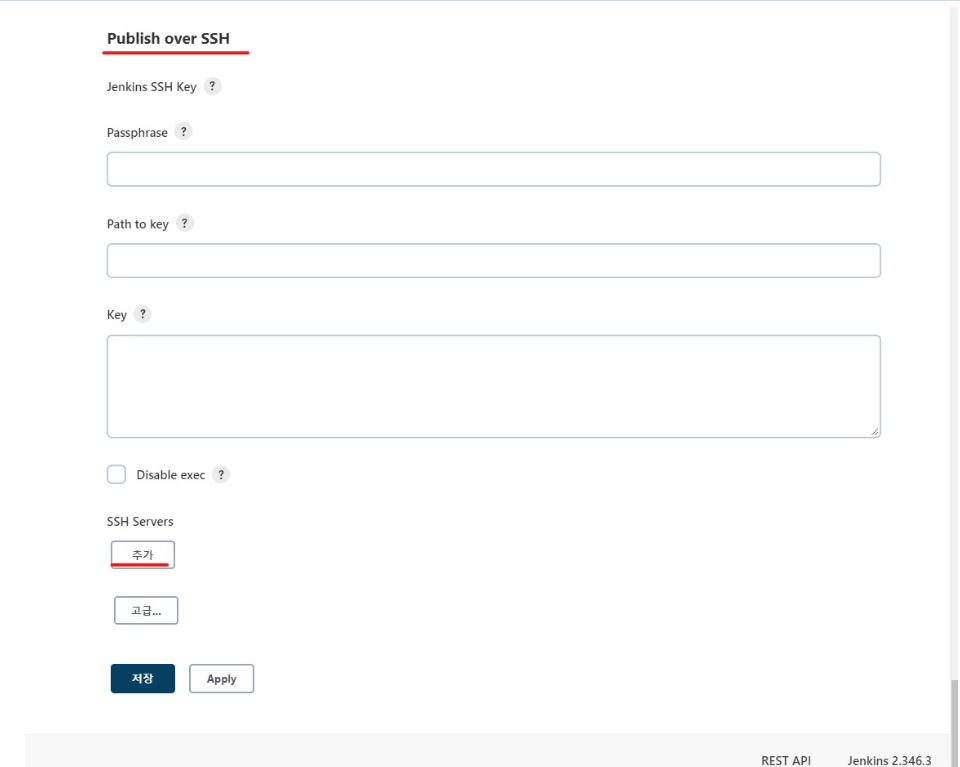 Publish over SSH
Jenkins SSH Key ?
Passphrase ?
Path to key ?
Key ?
Disable exec ?
SSH Servers
추가
고급...
저장 Apply
REST API Jenkins 2.346.3